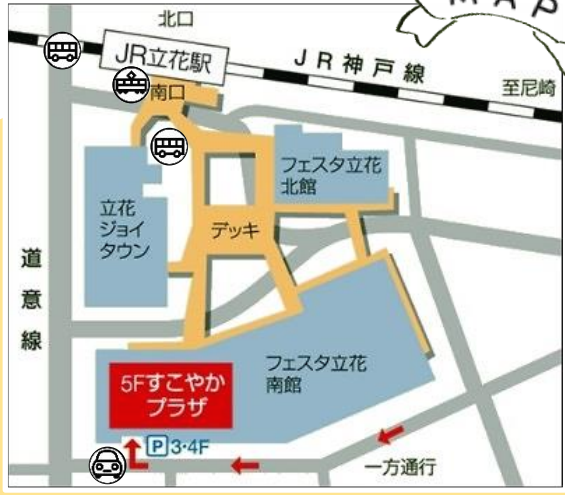 MAP
北口
JR立花駅
JR神戸線
至尼崎
南口
フェスタ立花
北館
立花
ジョイ
タウン
デッキ
道意線
フェスタ立花
南館
5Fすこやか
プラザ
P3・4F
一方通行